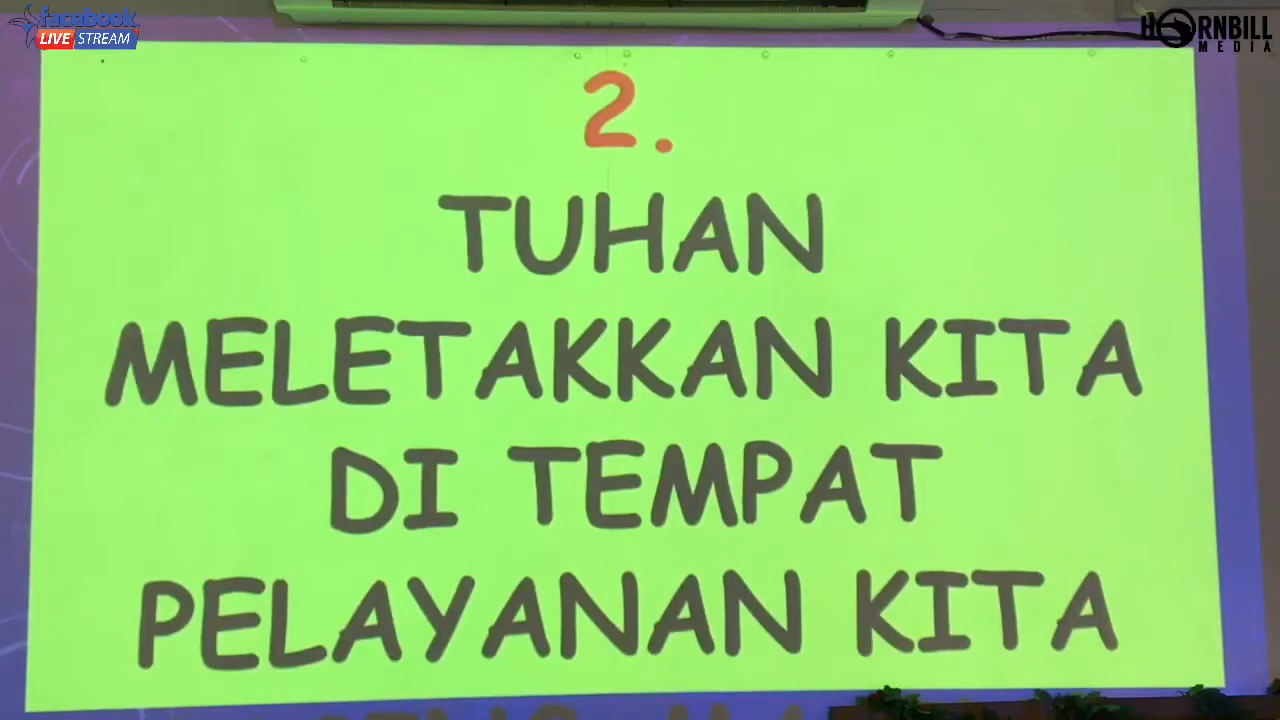 facebook
LIVE STREAM
HORNBILL
MEDIA
2.
TUHAN
MELETAKKAN KITA
DI TEMPAT
PELAYANAN KITA